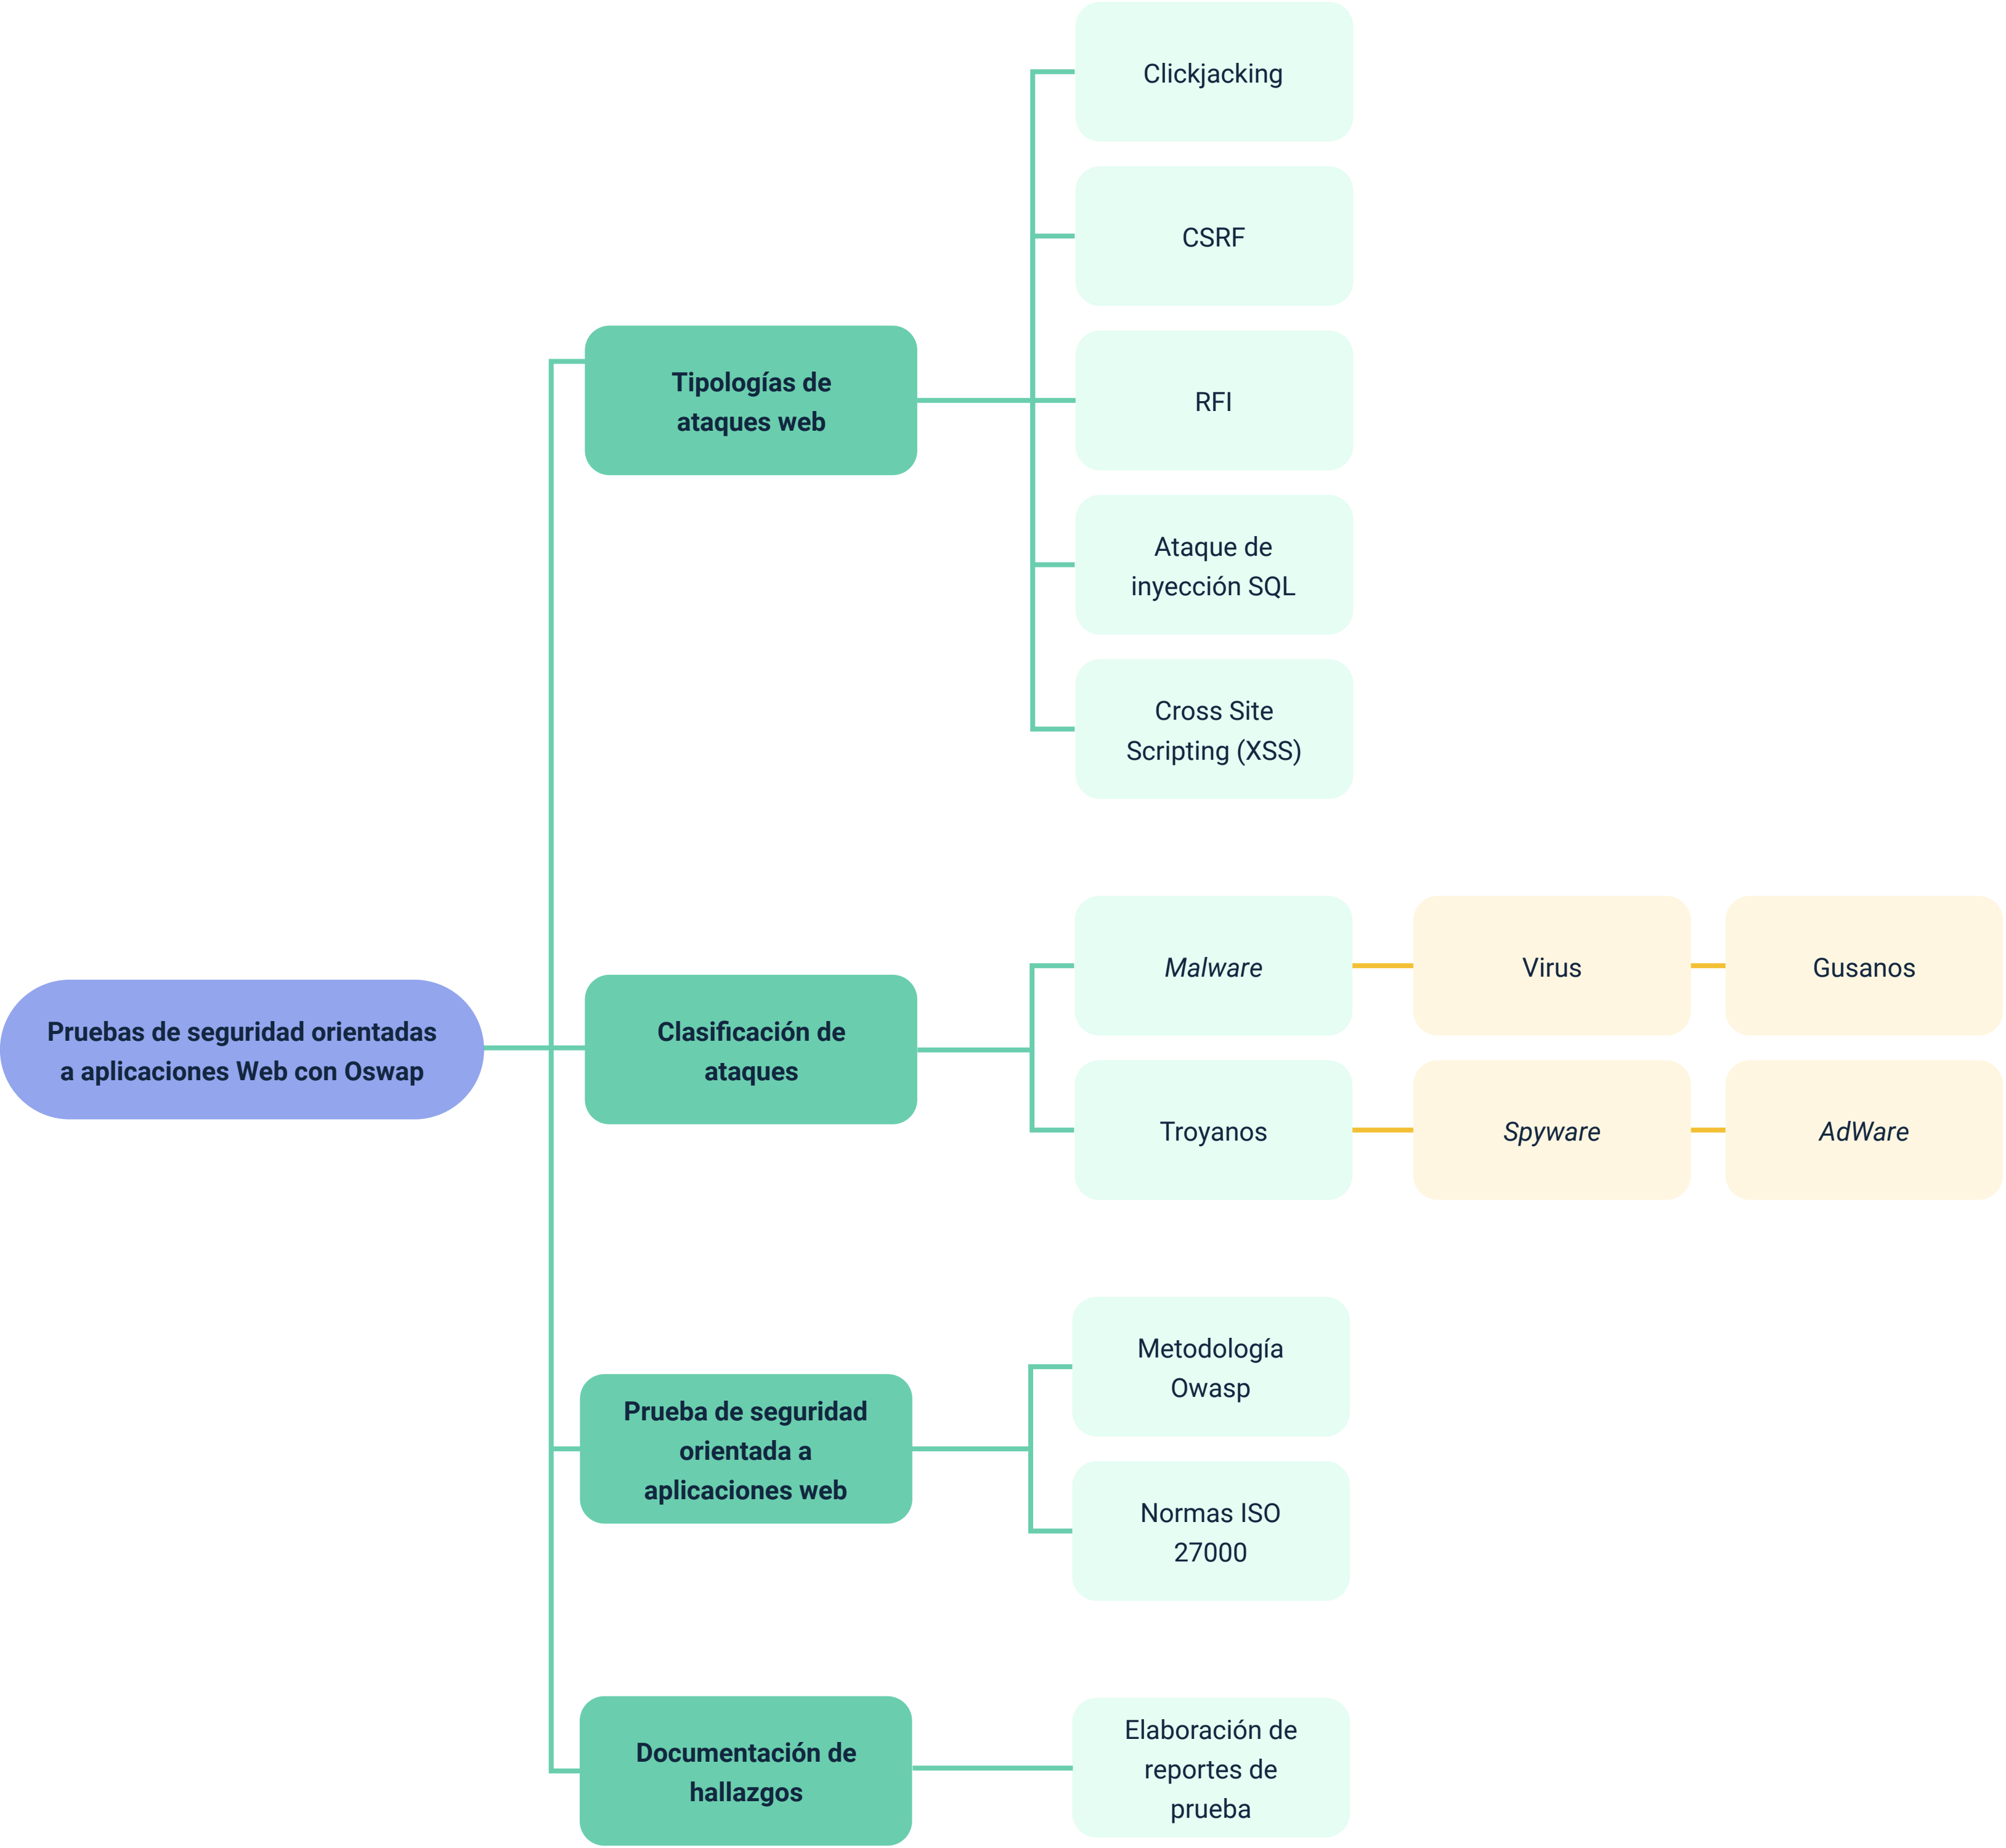 Pruebas de seguridad orientadas
a aplicaciones Web con Oswap
Tipologías de
ataques web
Clickjacking
CSRF
RFI
Ataque de
inyección SQL
Cross Site
Scripting (XSS)
Clasificación de
ataques
Malware
Virus
Gusanos
Troyanos
Spyware
AdWare
Prueba de seguridad
orientada a
aplicaciones web
Metodología
Owasp
Normas ISO
27000
Documentación de
hallazgos
Elaboración de
reportes de
prueba